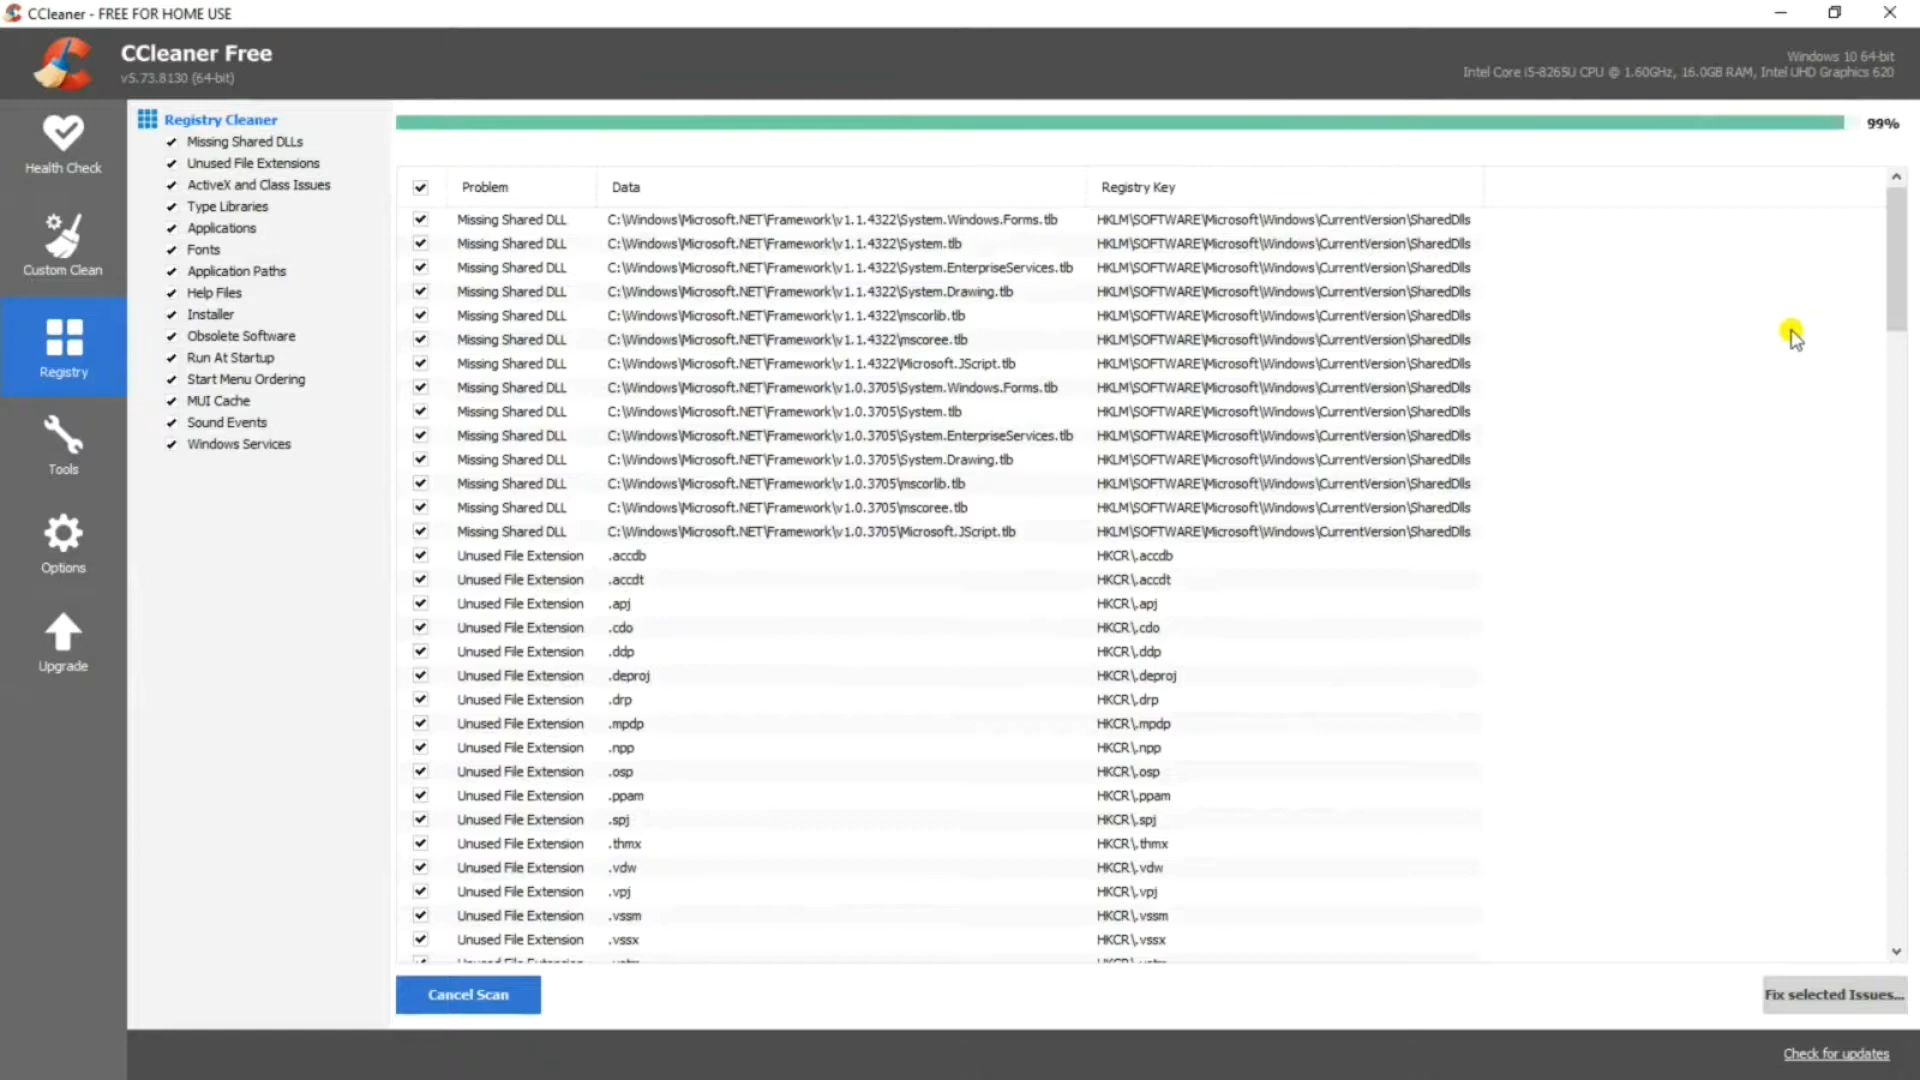 CCleaner - FREE FOR HOME USE
CCleaner Free
v5.73.8130 (64-bit)
Windows 10 64-bit
Intel Core i5-8265U CPU @ 1.60GHz, 16.0GB RAM, Intel UHD Graphics 620
Health Check
Custom Clean
Registry
Tools
Options
Upgrade
Registry Cleaner
Missing Shared DLLs
Unused File Extensions
ActiveX and Class Issues
Type Libraries
Applications
Fonts
Application Paths
Help Files
Installer
Obsolete Software
Run At Startup
Start Menu Ordering
MUI Cache
Sound Events
Windows Services
99%
Problem Data Registry Key
Missing Shared DLL C:\Windows\Microsoft.NET\Framework\v1.1.4322\System.Windows.Forms.tlb HKLM\SOFTWARE\Microsoft\Windows\CurrentVersion\SharedDlls
Missing Shared DLL C:\Windows\Microsoft.NET\Framework\v1.1.4322\System.tlb HKLM\SOFTWARE\Microsoft\Windows\CurrentVersion\SharedDlls
Missing Shared DLL C:\Windows\Microsoft.NET\Framework\v1.1.4322\System.EnterpriseServices.tlb HKLM\SOFTWARE\Microsoft\Windows\CurrentVersion\SharedDlls
Missing Shared DLL C:\Windows\Microsoft.NET\Framework\v1.1.4322\System.Drawing.tlb HKLM\SOFTWARE\Microsoft\Windows\CurrentVersion\SharedDlls
Missing Shared DLL C:\Windows\Microsoft.NET\Framework\v1.1.4322\mscorlib.tlb HKLM\SOFTWARE\Microsoft\Windows\CurrentVersion\SharedDlls
Missing Shared DLL C:\Windows\Microsoft.NET\Framework\v1.1.4322\mscoree.tlb HKLM\SOFTWARE\Microsoft\Windows\CurrentVersion\SharedDlls
Missing Shared DLL C:\Windows\Microsoft.NET\Framework\v1.1.4322\Microsoft.JScript.tlb HKLM\SOFTWARE\Microsoft\Windows\CurrentVersion\SharedDlls
Missing Shared DLL C:\Windows\Microsoft.NET\Framework\v1.0.3705\System.Windows.Forms.tlb HKLM\SOFTWARE\Microsoft\Windows\CurrentVersion\SharedDlls
Missing Shared DLL C:\Windows\Microsoft.NET\Framework\v1.0.3705\System.tlb HKLM\SOFTWARE\Microsoft\Windows\CurrentVersion\SharedDlls
Missing Shared DLL C:\Windows\Microsoft.NET\Framework\v1.0.3705\System.EnterpriseServices.tlb HKLM\SOFTWARE\Microsoft\Windows\CurrentVersion\SharedDlls
Missing Shared DLL C:\Windows\Microsoft.NET\Framework\v1.0.3705\System.Drawing.tlb HKLM\SOFTWARE\Microsoft\Windows\CurrentVersion\SharedDlls
Missing Shared DLL C:\Windows\Microsoft.NET\Framework\v1.0.3705\mscorlib.tlb HKLM\SOFTWARE\Microsoft\Windows\CurrentVersion\SharedDlls
Missing Shared DLL C:\Windows\Microsoft.NET\Framework\v1.0.3705\mscoree.tlb HKLM\SOFTWARE\Microsoft\Windows\CurrentVersion\SharedDlls
Missing Shared DLL C:\Windows\Microsoft.NET\Framework\v1.0.3705\Microsoft.JScript.tlb HKLM\SOFTWARE\Microsoft\Windows\CurrentVersion\SharedDlls
Unused File Extension .accdb HKCR\.accdb
Unused File Extension .accdt HKCR\.accdt
Unused File Extension .apj HKCR\.apj
Unused File Extension .cdo HKCR\.cdo
Unused File Extension .ddp HKCR\.ddp
Unused File Extension .deproj HKCR\.deproj
Unused File Extension .drp HKCR\.drp
Unused File Extension .mpdp HKCR\.mpdp
Unused File Extension .npp HKCR\.npp
Unused File Extension .osp HKCR\.osp
Unused File Extension .ppam HKCR\.ppam
Unused File Extension .spj HKCR\.spj
Unused File Extension .thmx HKCR\.thmx
Unused File Extension .vdw HKCR\.vdw
Unused File Extension .vpj HKCR\.vpj
Unused File Extension .vssm HKCR\.vssm
Unused File Extension .vssx HKCR\.vssx
Cancel Scan
Fix selected Issues...
Check for updates